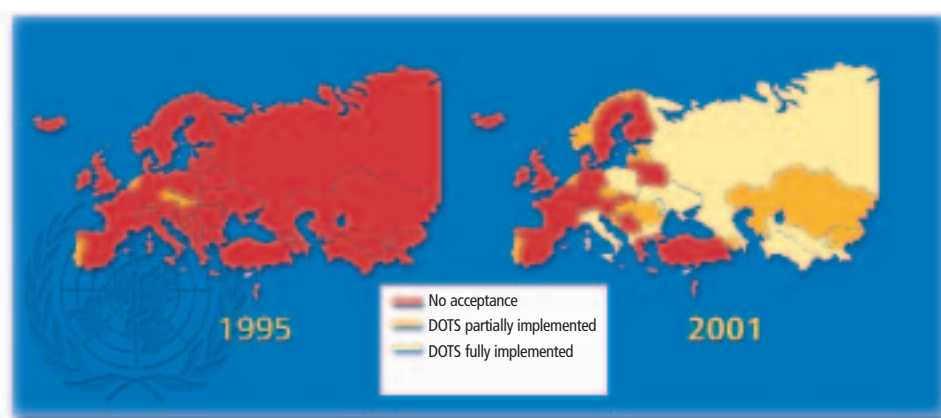 1995
2001
No acceptance
DOTS partially implemented
DOTS fully implemented